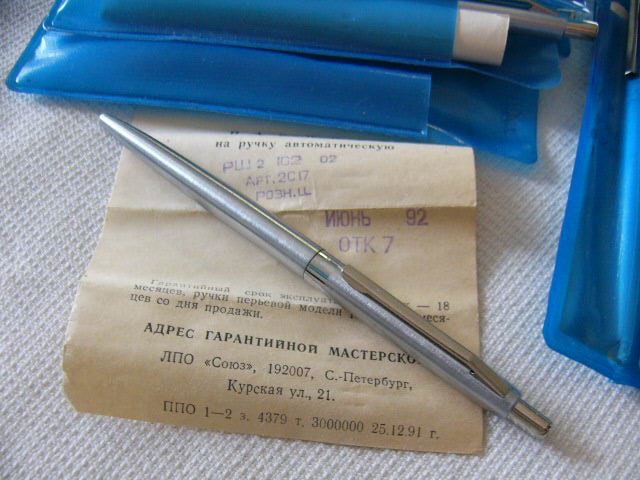 на ручку автоматическую
РШ 2 102 02
АРТ. 2С17
РОЗН. Ц
ИЮНЬ 92
ОТК 7
Гарантийный срок эксплуат — 18
месяцев, ручки перьевой модели
цев со дня продажи.
АДРЕС ГАРАНТИЙНОЙ МАСТЕРСКО
ЛПО «Союз», 192007, С.-Петербург,
Курская ул., 21.
ППО 1—2 з. 4379 т. 3000000 25.12.91 г.